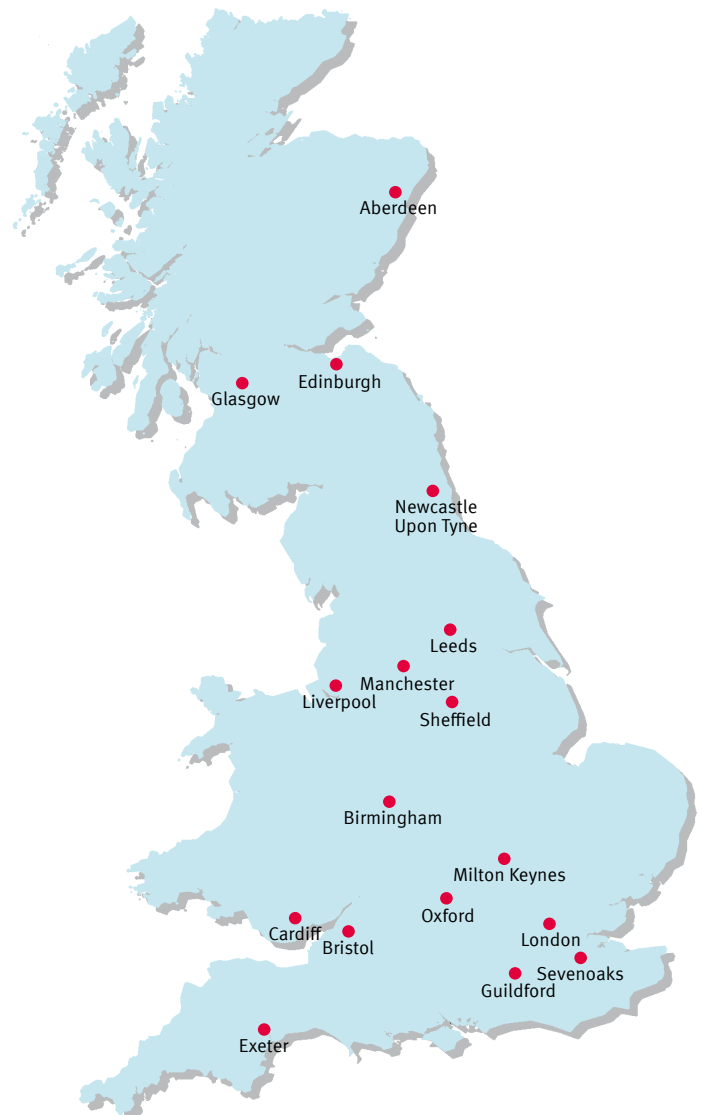 Aberdeen
Edinburgh
Glasgow
Newcastle
Upon Tyne
Leeds
Manchester
Liverpool
Sheffield
Birmingham
Milton Keynes
Oxford
Cardiff
Bristol
London
Sevenoaks
Guildford
Exeter